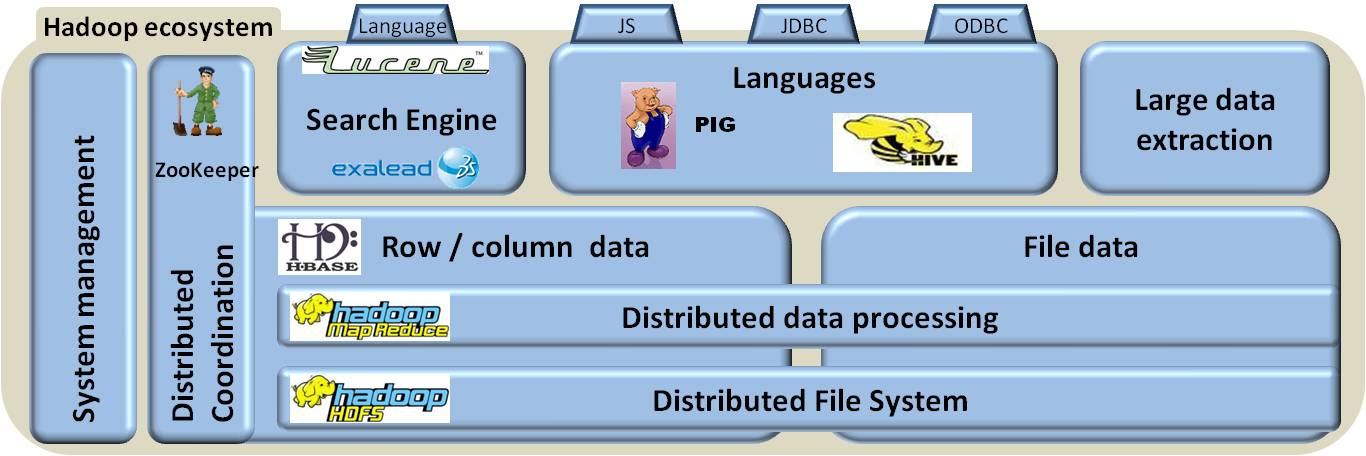 Hadoop ecosystem
Language
JS
JDBC
ODBC
System management
ZooKeeper
Distributed
Coordination
Lucene™
Search Engine
exalead
Languages
PIG
HIVE
Large data
extraction
H·BASE
Row / column data
File data
hadoop
Map Reduce
Distributed data processing
hadoop
HDFS
Distributed File System